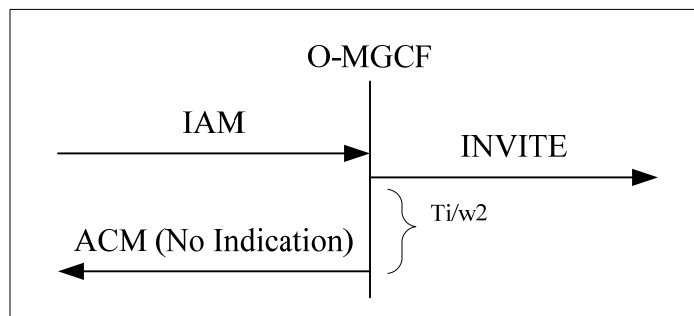 O-MGCF
IAM
INVITE
Ti/w2
ACM (No Indication)